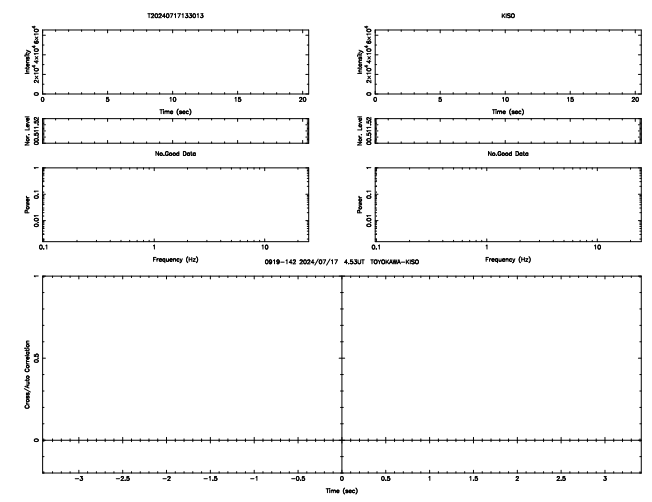 T20240717133013 KISO
Intensity 0 2×10⁴ 4×10⁴ 6×10⁴
0 5 10 15 20
Time (sec)
Intensity 0 2×10⁴ 4×10⁴ 6×10⁴
0 5 10 15 20
Time (sec)
Nor. Level 0 0.5 1 1.5 2
Nor. Level 0 0.5 1 1.5 2
No.Good Data
No.Good Data
Power 0.01 0.1 1
0.1 1 10
Frequency (Hz)
Power 0.01 0.1 1
0.1 1 10
Frequency (Hz)
0919-142 2024/07/17 4.53UT TOYOKAWA-KISO
Cross/Auto Correlation 0 0.5 1
-3 -2.5 -2 -1.5 -1 -0.5 0 0.5 1 1.5 2 2.5 3
Time (sec)